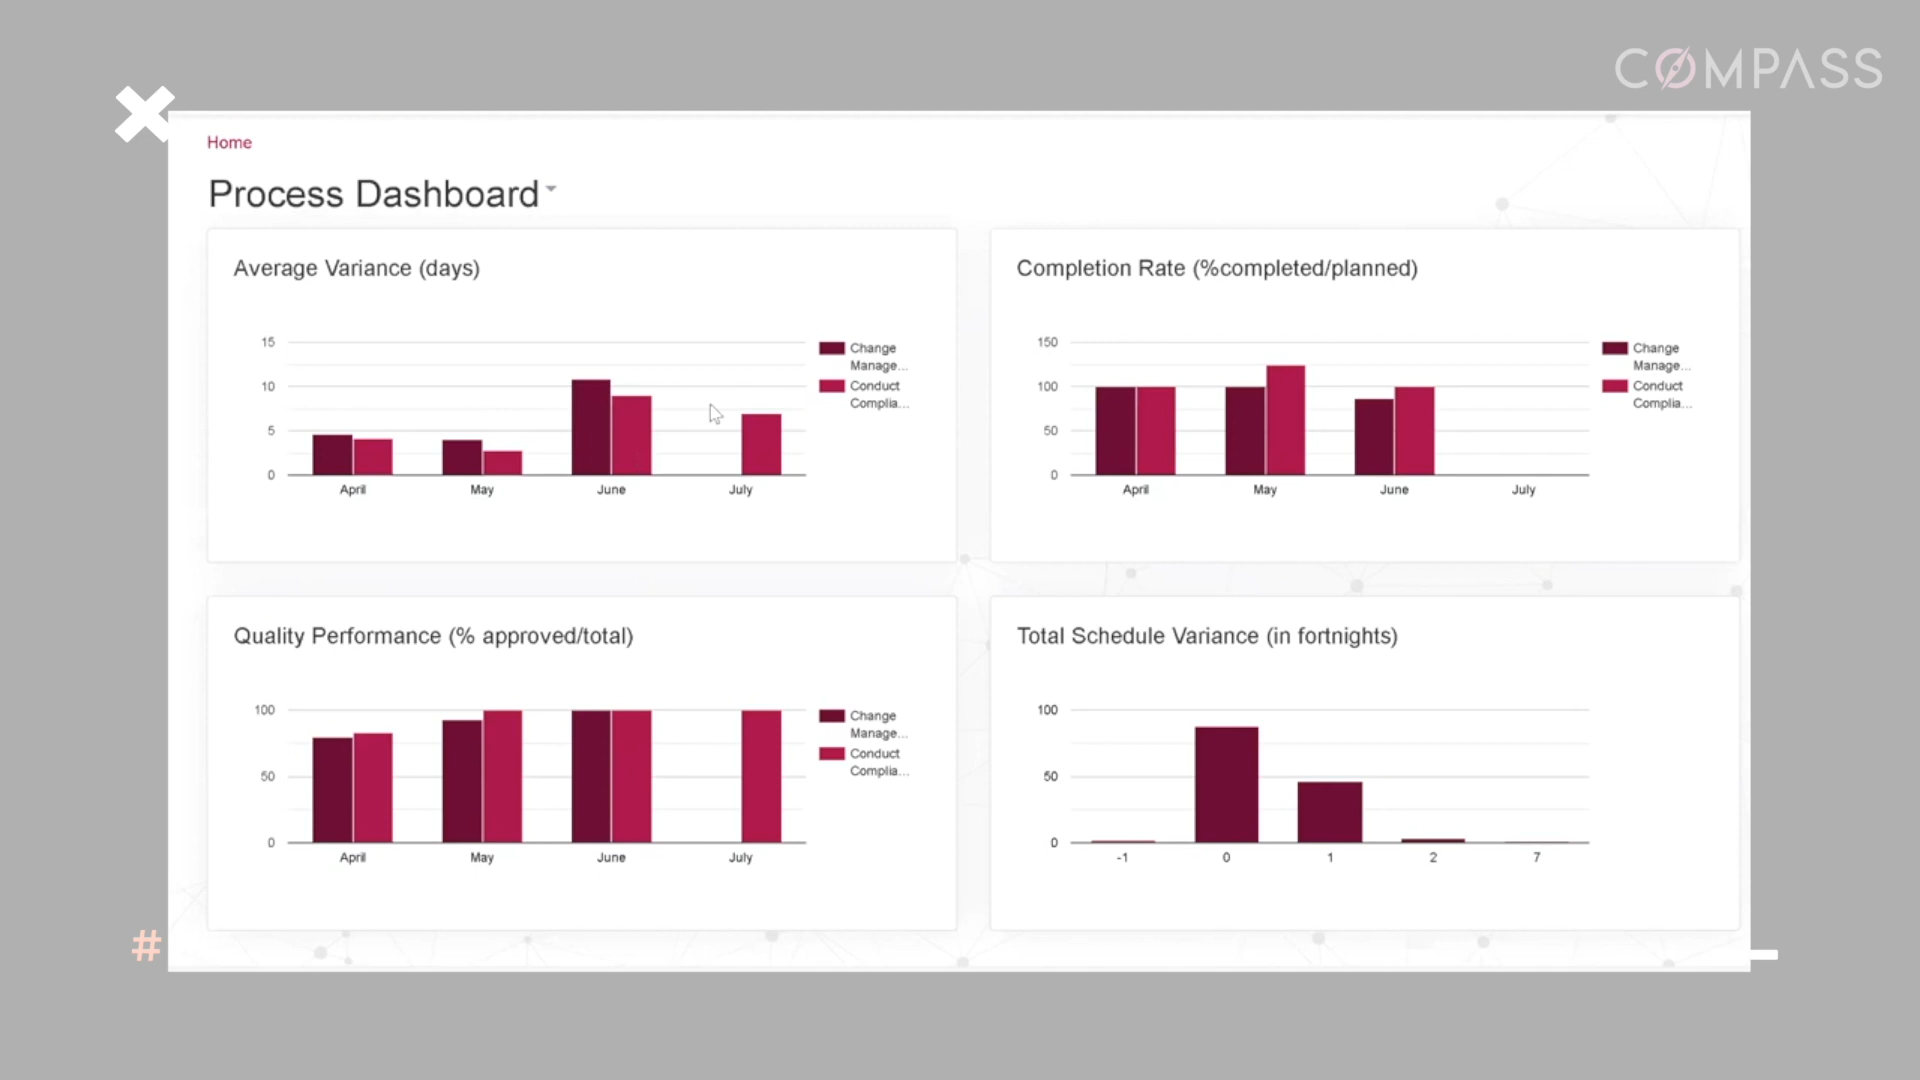 COMPASS
Home
Process Dashboard
Average Variance (days)
15
10
5
0
April
May
June
July
Change
Manage...
Conduct
Complia...
Completion Rate (%completed/planned)
150
100
50
0
April
May
June
July
Change
Manage...
Conduct
Complia...
Quality Performance (% approved/total)
100
50
0
April
May
June
July
Change
Manage...
Conduct
Complia...
Total Schedule Variance (in fortnights)
100
50
0
-1
0
1
2
7
#